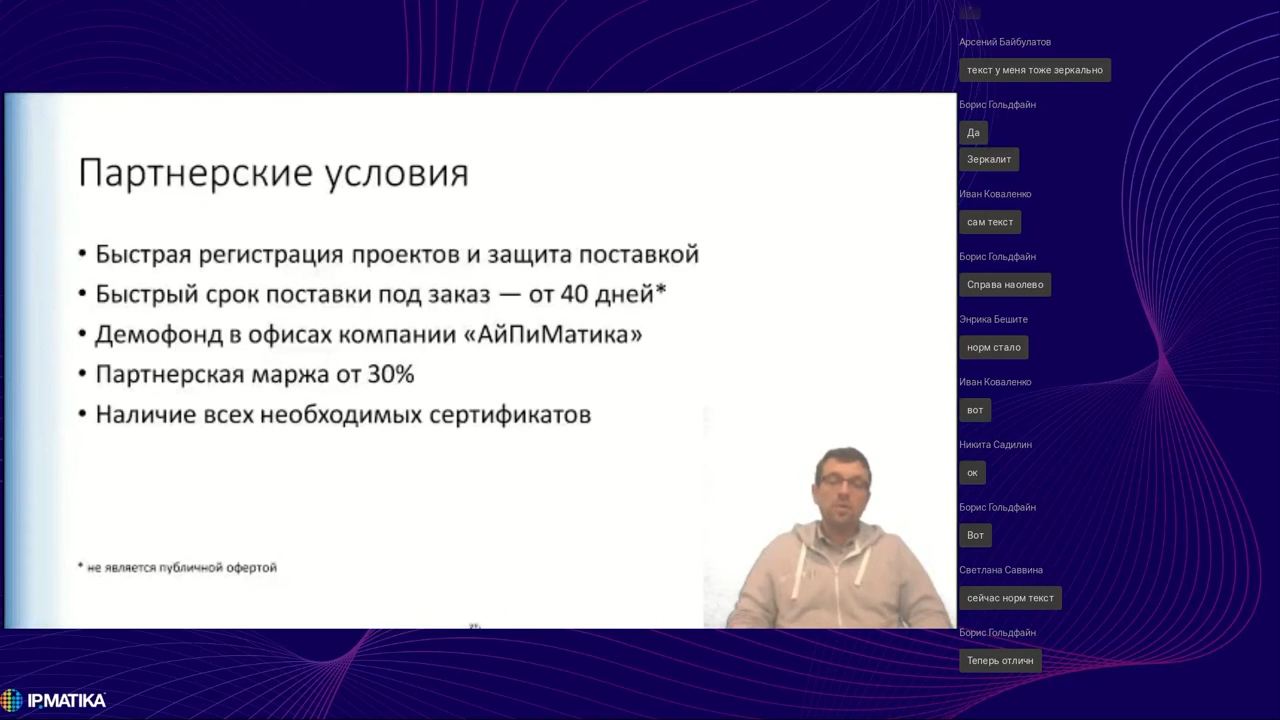 Партнерские условия
• Быстрая регистрация проектов и защита поставкой
• Быстрый срок поставки под заказ — от 40 дней*
• Демофонд в офисах компании «АйПиМатика»
• Партнерская маржа от 30%
• Наличие всех необходимых сертификатов
* не является публичной офертой
IPMATIKA
Арсений Байбулатов
текст у меня тоже зеркально
Борис Гольдфайн
Да
Зеркалит
Иван Коваленко
сам текст
Борис Гольдфайн
Справа наолево
Энрика Бешите
норм стало
Иван Коваленко
вот
Никита Садилин
ок
Борис Гольдфайн
Вот
Светлана Саввина
сейчас норм текст
Борис Гольдфайн
Теперь отличн